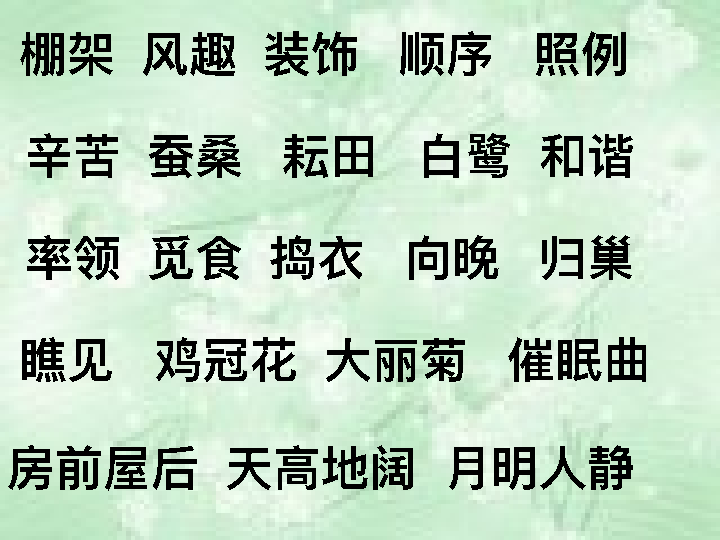 棚架 风趣 装饰 顺序 照例
辛苦 蚕桑 耘田 白鹭 和谐
率领 觅食 捣衣 向晚 归巢
瞧见 鸡冠花 大丽菊 催眠曲
房前屋后 天高地阔 月明人静